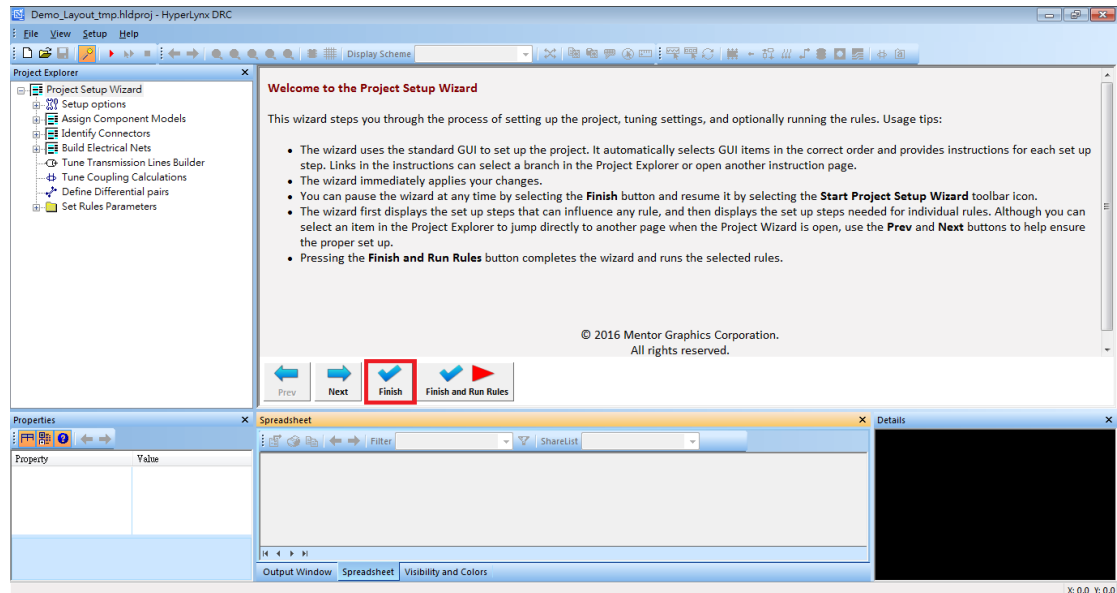 Demo_Layout_tmp.hldproj - HyperLynx DRC
File View Setup Help
Display Scheme
Project Explorer
Project Setup Wizard
Setup options
Assign Component Models
Identify Connectors
Build Electrical Nets
Tune Transmission Lines Builder
Tune Coupling Calculations
Define Differential pairs
Set Rules Parameters
Welcome to the Project Setup Wizard
This wizard steps you through the process of setting up the project, tuning settings, and optionally running the rules. Usage tips:
• The wizard uses the standard GUI to set up the project. It automatically selects GUI items in the correct order and provides instructions for each set up
step. Links in the instructions can select a branch in the Project Explorer or open another instruction page.
• The wizard immediately applies your changes.
• You can pause the wizard at any time by selecting the Finish button and resume it by selecting the Start Project Setup Wizard toolbar icon.
• The wizard first displays the set up steps that can influence any rule, and then displays the set up steps needed for individual rules. Although you can
select an item in the Project Explorer to jump directly to another page when the Project Wizard is open, use the Prev and Next buttons to help ensure
the proper set up.
• Pressing the Finish and Run Rules button completes the wizard and runs the selected rules.
© 2016 Mentor Graphics Corporation.
All rights reserved.
Prev Next Finish Finish and Run Rules
Properties
Property Value
Spreadsheet
Filter ShareList
Output Window Spreadsheet Visibility and Colors
Details
X: 0.0 Y: 0.0